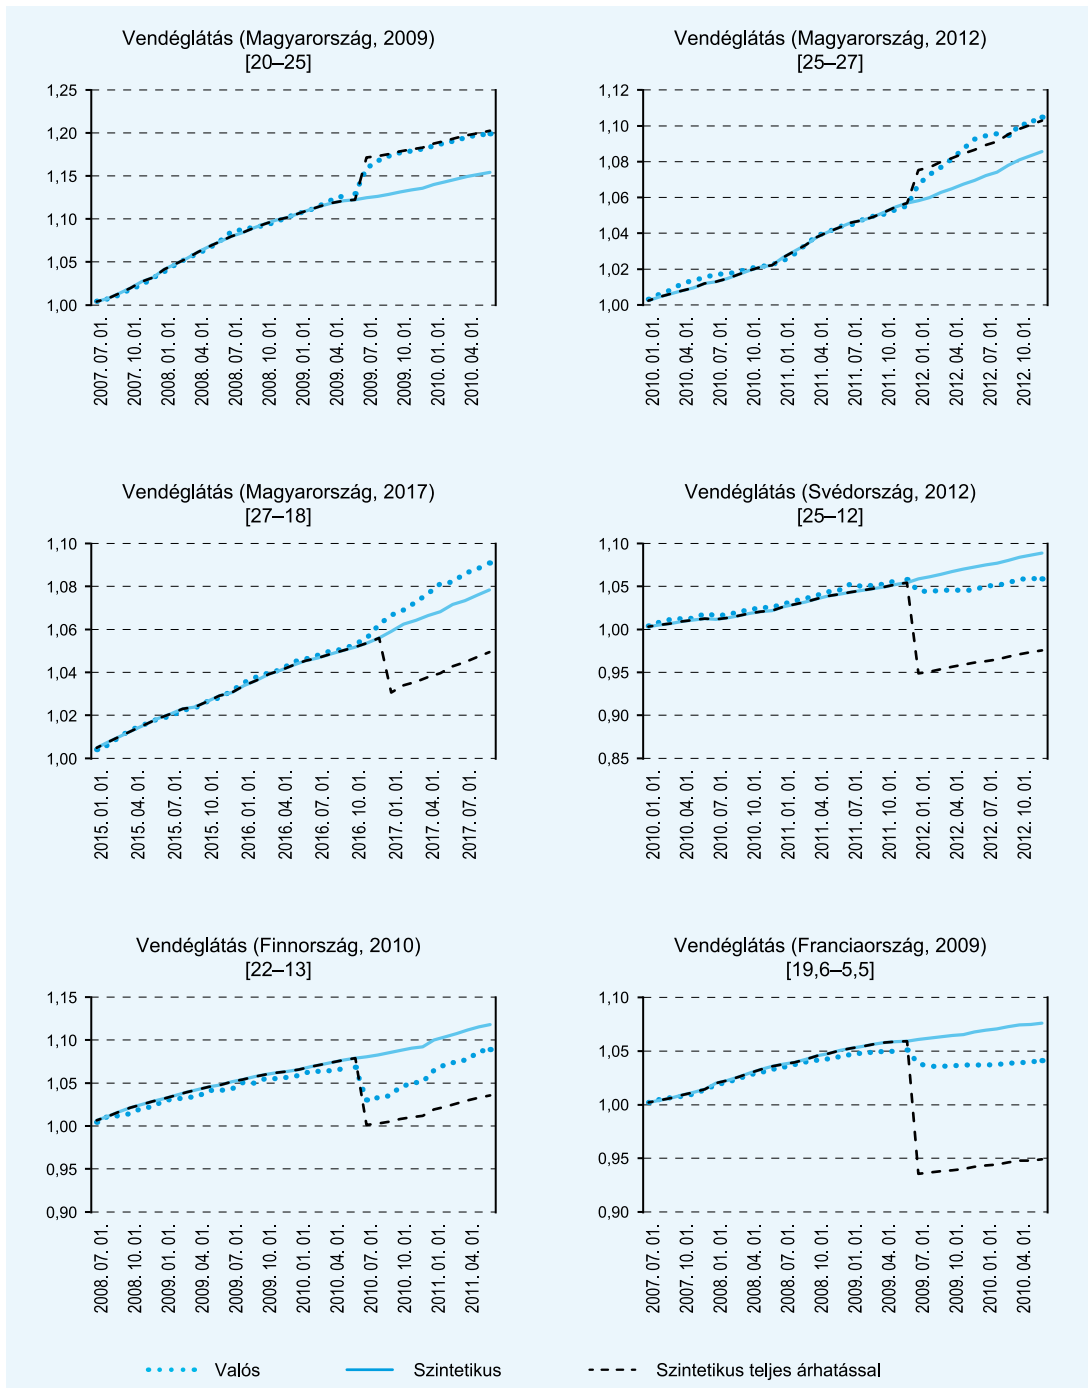 Vendéglátás (Magyarország, 2009)
[20–25]
1,25
1,20
1,15
1,10
1,05
1,00
2007. 07. 01.
2007. 10. 01.
2008. 01. 01.
2008. 04. 01.
2008. 07. 01.
2008. 10. 01.
2009. 01. 01.
2009. 04. 01.
2009. 07. 01.
2009. 10. 01.
2010. 01. 01.
2010. 04. 01.
Vendéglátás (Magyarország, 2012)
[25–27]
1,12
1,10
1,08
1,06
1,04
1,02
1,00
2010. 01. 01.
2010. 04. 01.
2010. 07. 01.
2010. 10. 01.
2011. 01. 01.
2011. 04. 01.
2011. 07. 01.
2011. 10. 01.
2012. 01. 01.
2012. 04. 01.
2012. 07. 01.
2012. 10. 01.
Vendéglátás (Magyarország, 2017)
[27–18]
1,10
1,08
1,06
1,04
1,02
1,00
2015. 01. 01.
2015. 04. 01.
2015. 07. 01.
2015. 10. 01.
2016. 01. 01.
2016. 04. 01.
2016. 07. 01.
2016. 10. 01.
2017. 01. 01.
2017. 04. 01.
2017. 07. 01.
Vendéglátás (Svédország, 2012)
[25–12]
1,10
1,05
1,00
0,95
0,90
0,85
2010. 01. 01.
2010. 04. 01.
2010. 07. 01.
2010. 10. 01.
2011. 01. 01.
2011. 04. 01.
2011. 07. 01.
2011. 10. 01.
2012. 01. 01.
2012. 04. 01.
2012. 07. 01.
2012. 10. 01.
Vendéglátás (Finnország, 2010)
[22–13]
1,15
1,10
1,05
1,00
0,95
0,90
2008. 07. 01.
2008. 10. 01.
2009. 01. 01.
2009. 04. 01.
2009. 07. 01.
2009. 10. 01.
2010. 01. 01.
2010. 04. 01.
2010. 07. 01.
2010. 10. 01.
2011. 01. 01.
2011. 04. 01.
Vendéglátás (Franciaország, 2009)
[19,6–5,5]
1,10
1,05
1,00
0,95
0,90
2007. 07. 01.
2007. 10. 01.
2008. 01. 01.
2008. 04. 01.
2008. 07. 01.
2008. 10. 01.
2009. 01. 01.
2009. 04. 01.
2009. 07. 01.
2009. 10. 01.
2010. 01. 01.
2010. 04. 01.
Valós
Szintetikus
Szintetikus teljes árhatással